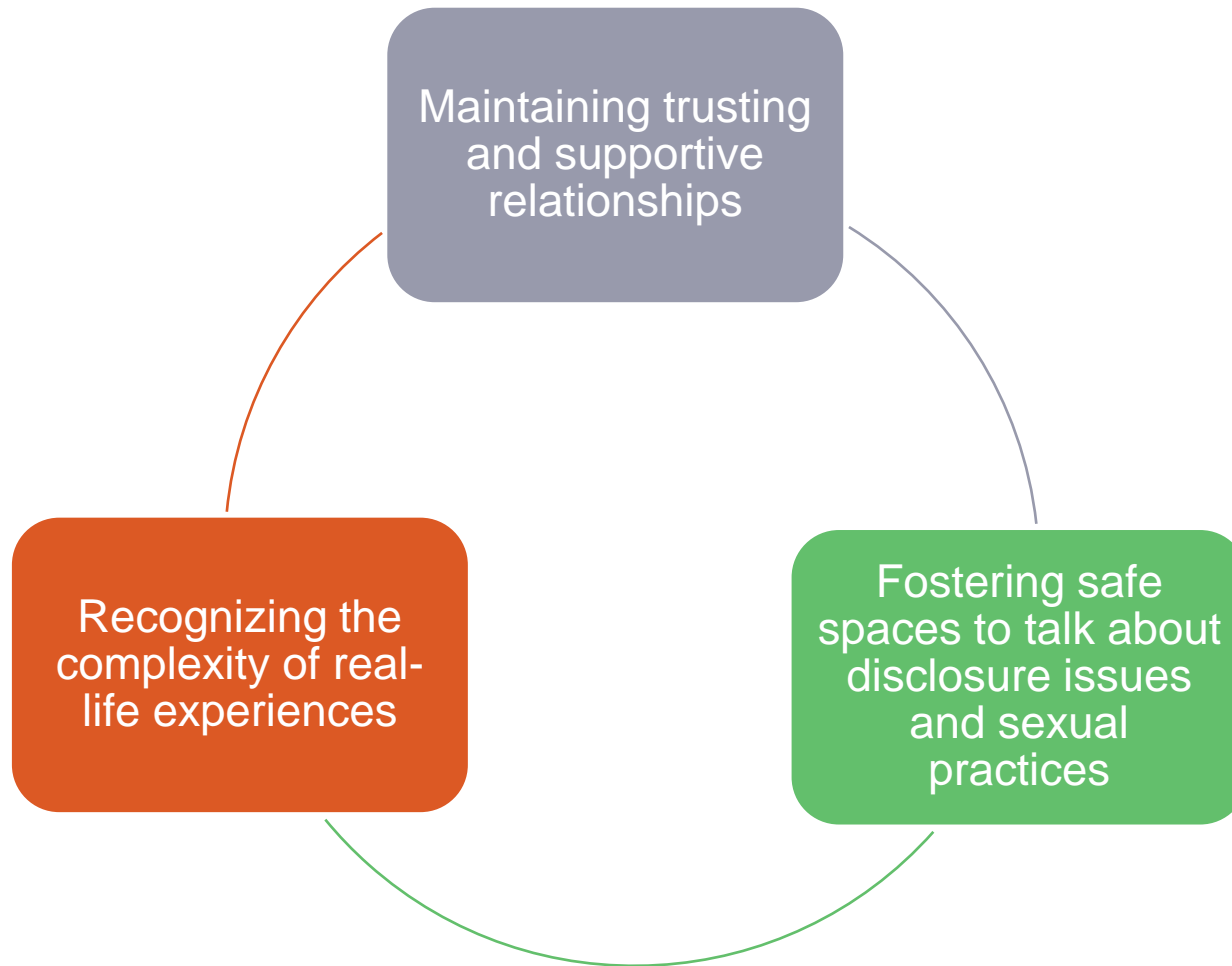 Maintaining trusting
and supportive
relationships
Fostering safe
spaces to talk about
disclosure issues
and sexual
practices
Recognizing the
complexity of real-
life experiences